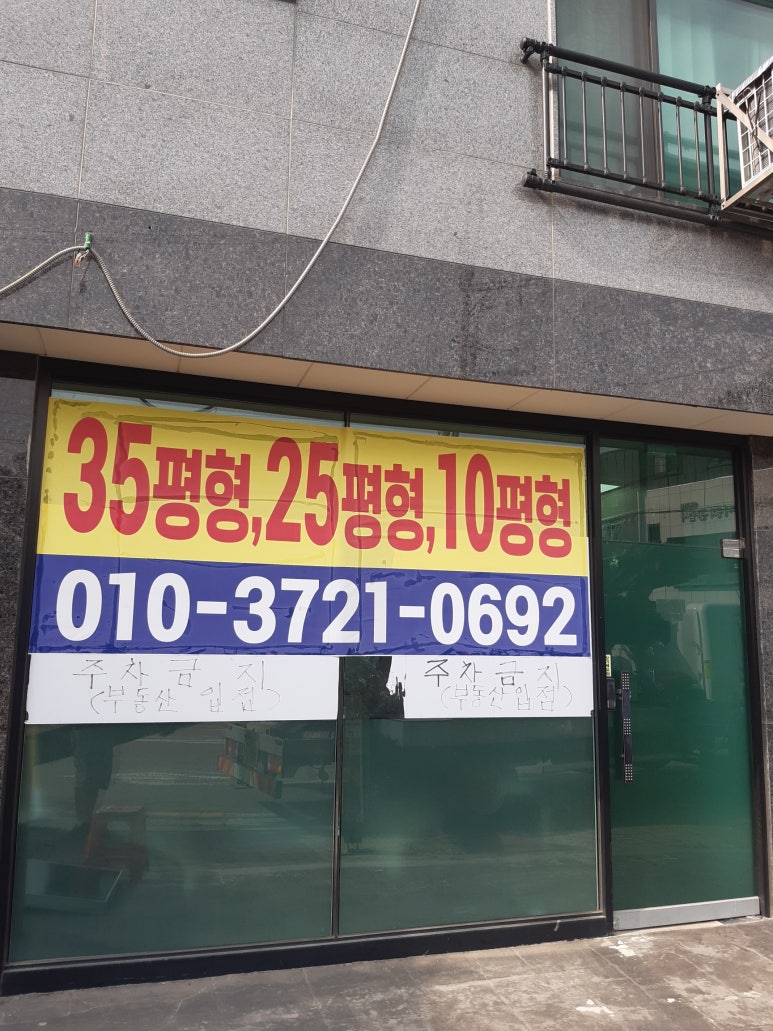 35평형,25평형,10평형
010-3721-0692
주차금지
(부동산 입점)
주차금지
(부동산입점)